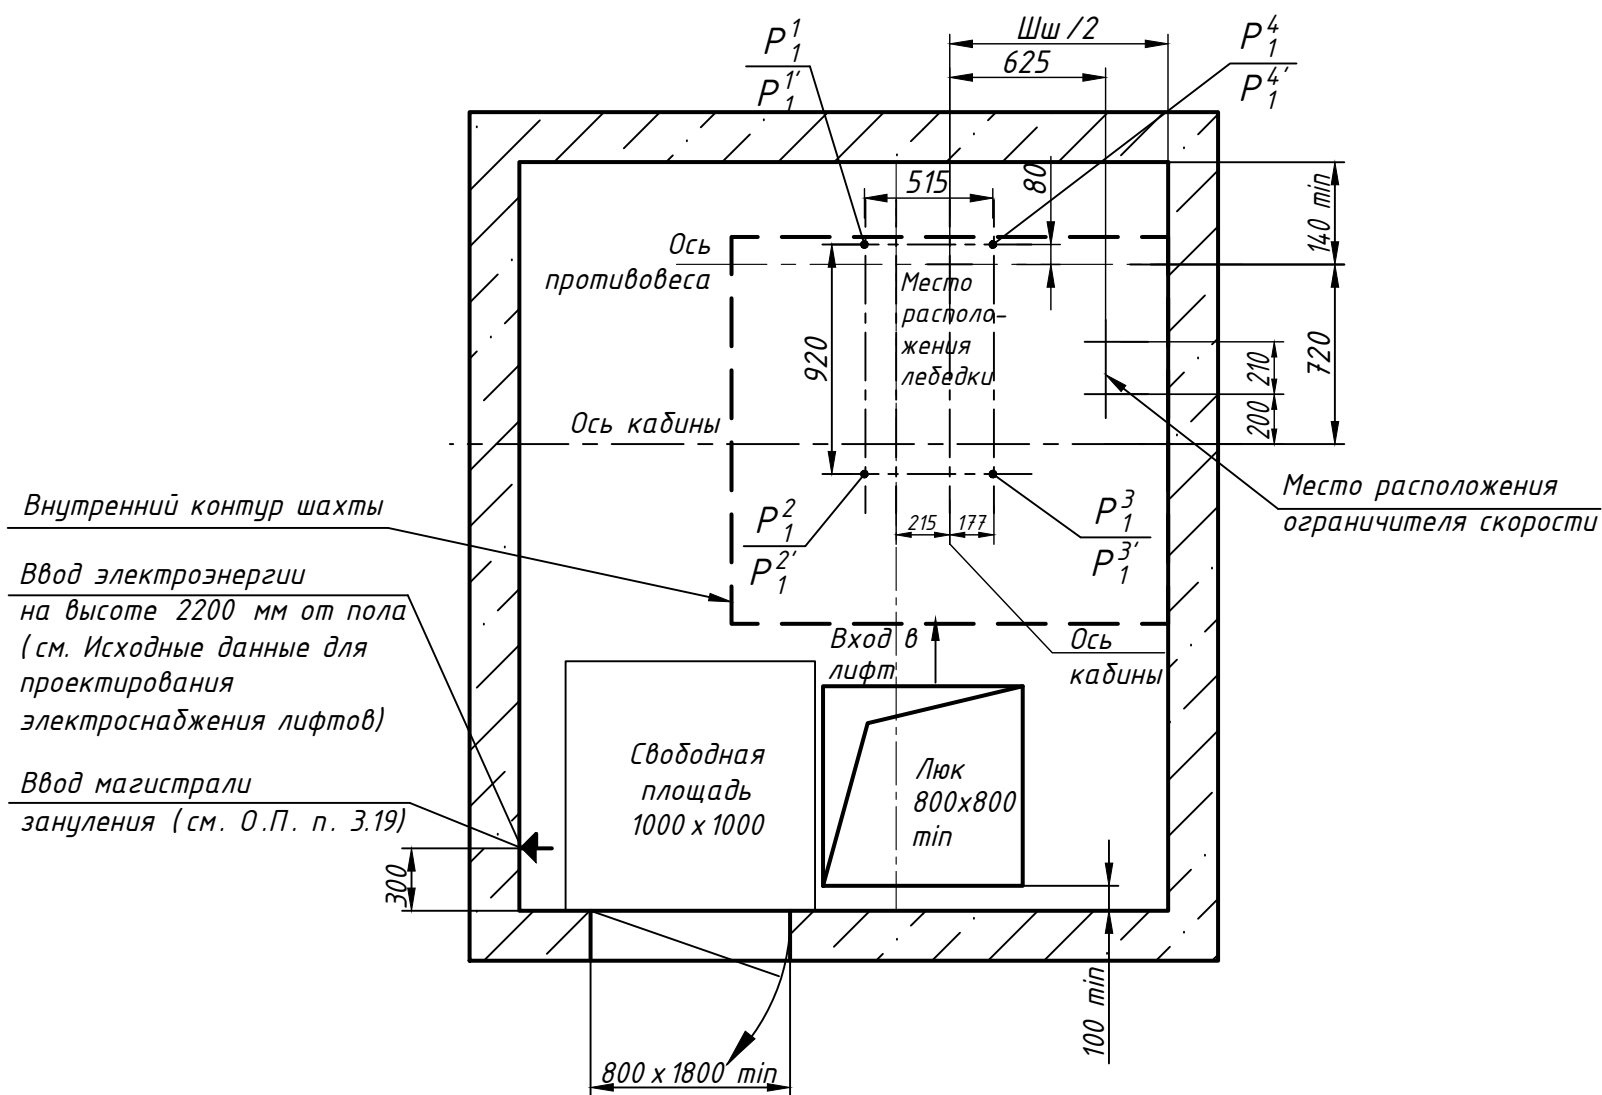 Шш /2
625
P₁¹
P₁¹'
P₁⁴
P₁⁴'
515
80
140 min
Ось
противовеса
Место
располо-
жения
лебедки
920
720
210
200
Ось кабины
Место расположения
ограничителя скорости
Внутренний контур шахты
P₁²
P₁²'
215
177
P₁³
P₁³'
Ввод электроэнергии
на высоте 2200 мм от пола
(см. Исходные данные для
проектирования
электроснабжения лифтов)
Вход в
лифт
Ось
кабины
Свободная
площадь
1000 x 1000
Люк
800x800
min
Ввод магистрали
зануления (см. О.П. п. 3.19)
300
100 min
800 x 1800 min